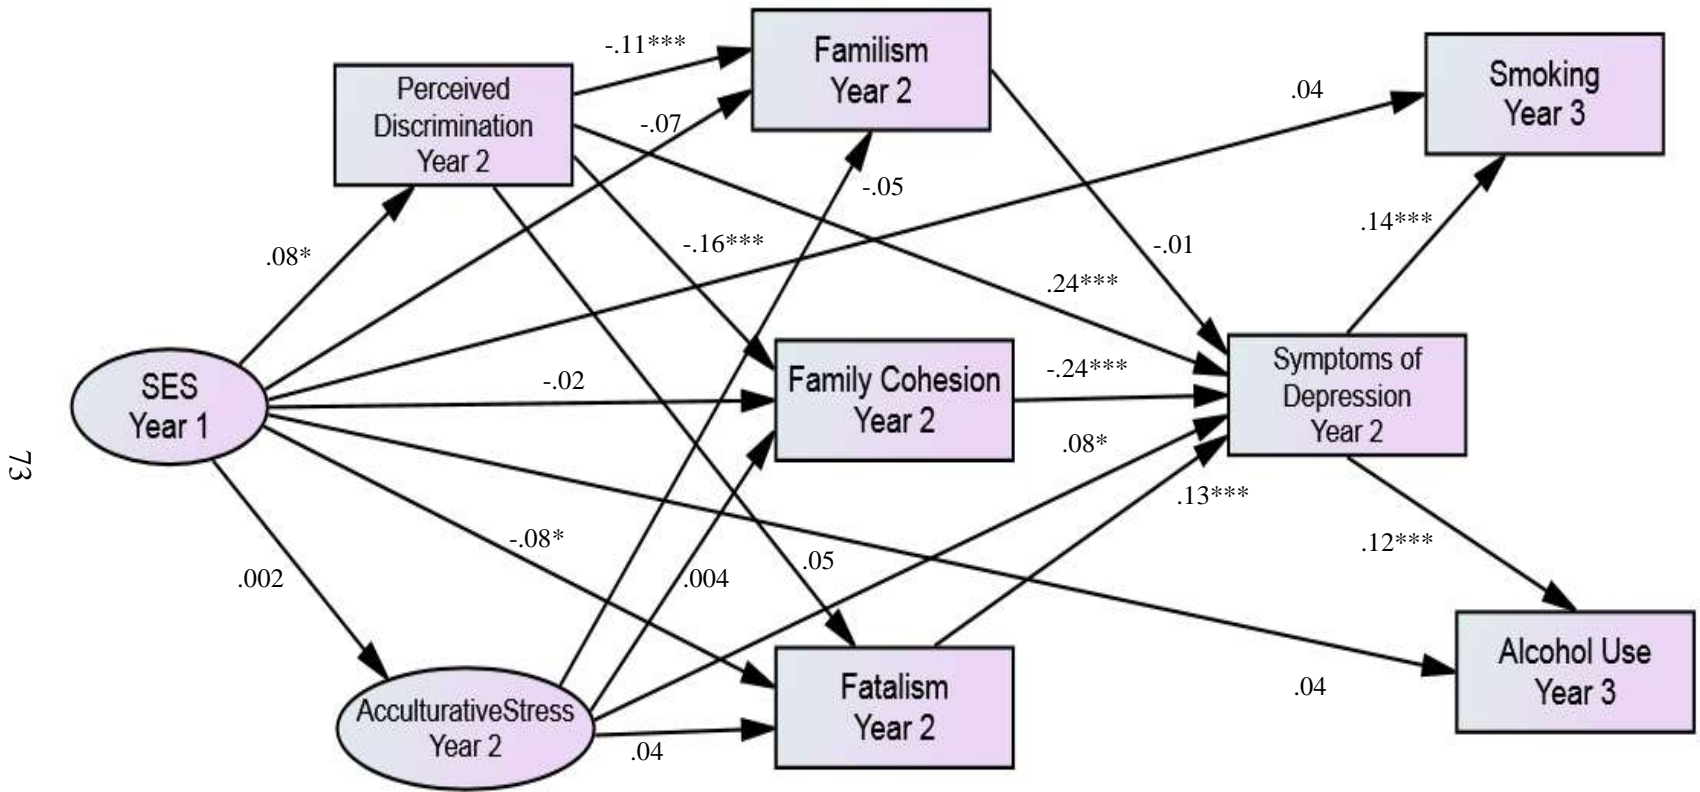 Familism
Year 2
-.11***
Smoking
Year 3
Perceived
Discrimination
Year 2
.04
-.07
-.05
.14***
.08*
-.16***
-.01
.24***
SES
Year 1
Family Cohesion
Year 2
-.02
-.24***
Symptoms of
Depression
Year 2
73
.08*
.13***
-.08*
.002
.004
.05
.12***
AcculturativeStress
Year 2
.04
Fatalism
Year 2
.04
Alcohol Use
Year 3